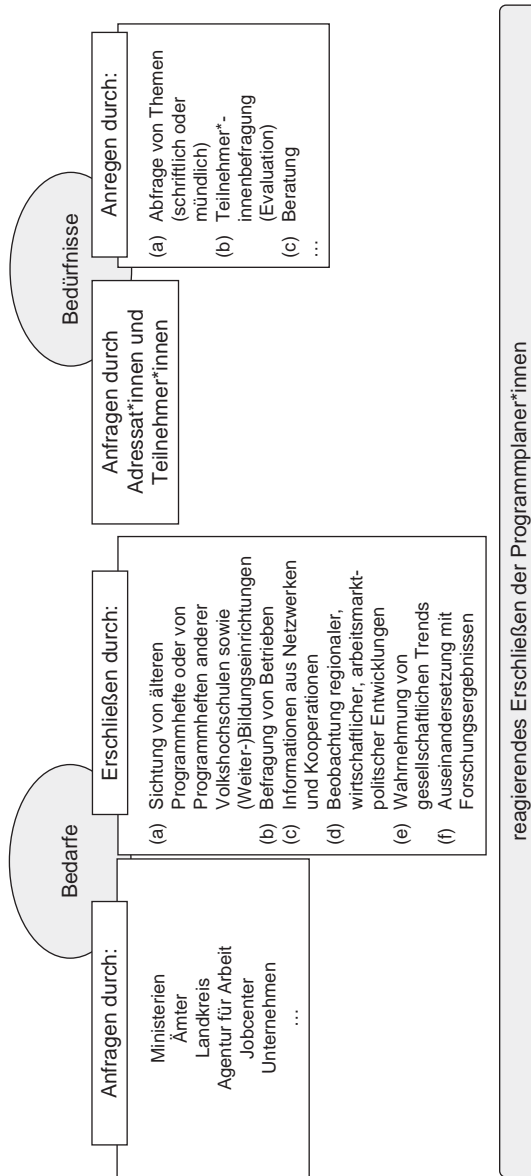 Bedarfe
Anfragen durch:
Ministerien
Ämter
Landkreis
Agentur für Arbeit
Jobcenter
Unternehmen
…
Erschließen durch:
(a) Sichtung von älteren
Programmhefte oder von
Programmheften anderer
Volkshochschulen sowie
(Weiter-)Bildungseinrichtungen
(b) Befragung von Betrieben
(c) Informationen aus Netzwerken
und Kooperationen
(d) Beobachtung regionaler,
wirtschaftlicher, arbeitsmarkt-
politscher Entwicklungen
(e) Wahrnehmung von
gesellschaftlichen Trends
(f) Auseinandersetzung mit
Forschungsergebnissen
Bedürfnisse
Anfragen durch
Adressat*innen und
Teilnehmer*innen
Anregen durch:
(a) Abfrage von Themen
(schriftlich oder
mündlich)
(b) Teilnehmer*-
innenbefragung
(Evaluation)
(c) Beratung
…
reagierendes Erschließen der Programmplaner*innen